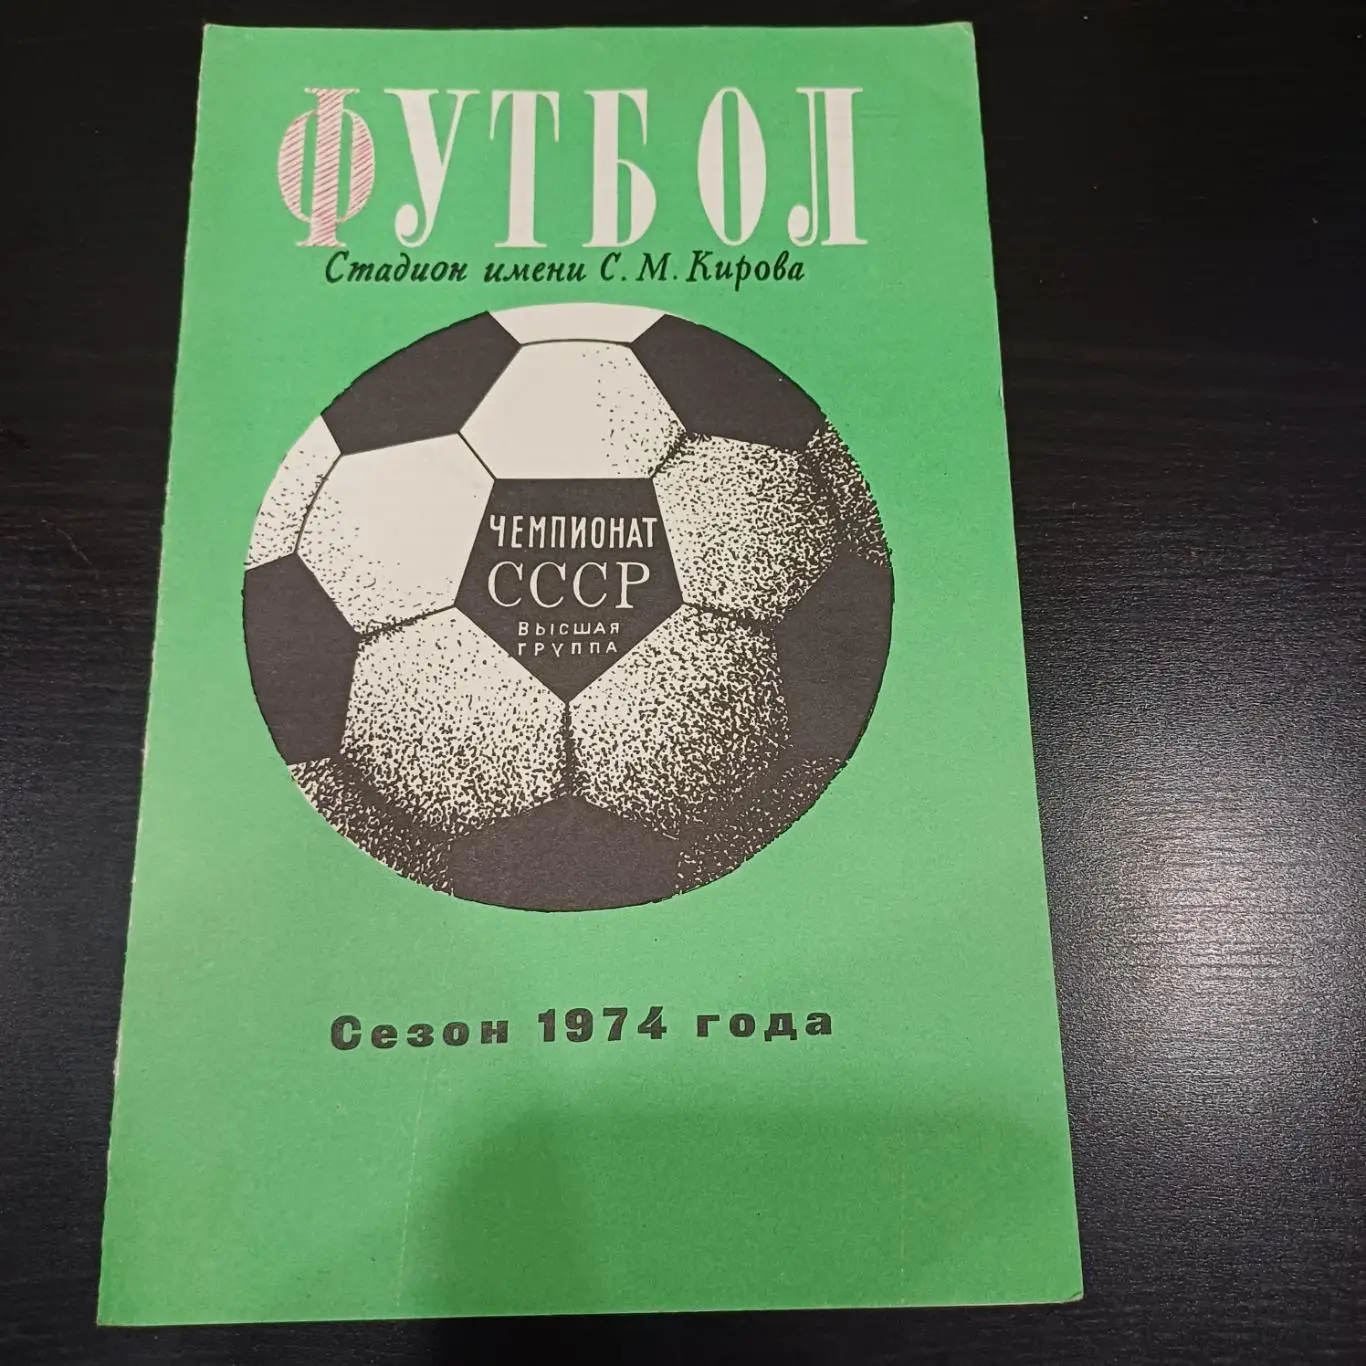 ФУТБОЛ
Стадион имени С. М. Кирова
ЧЕМПИОНАТ
СССР
ВЫСШАЯ
ГРУППА
Сезон 1974 года